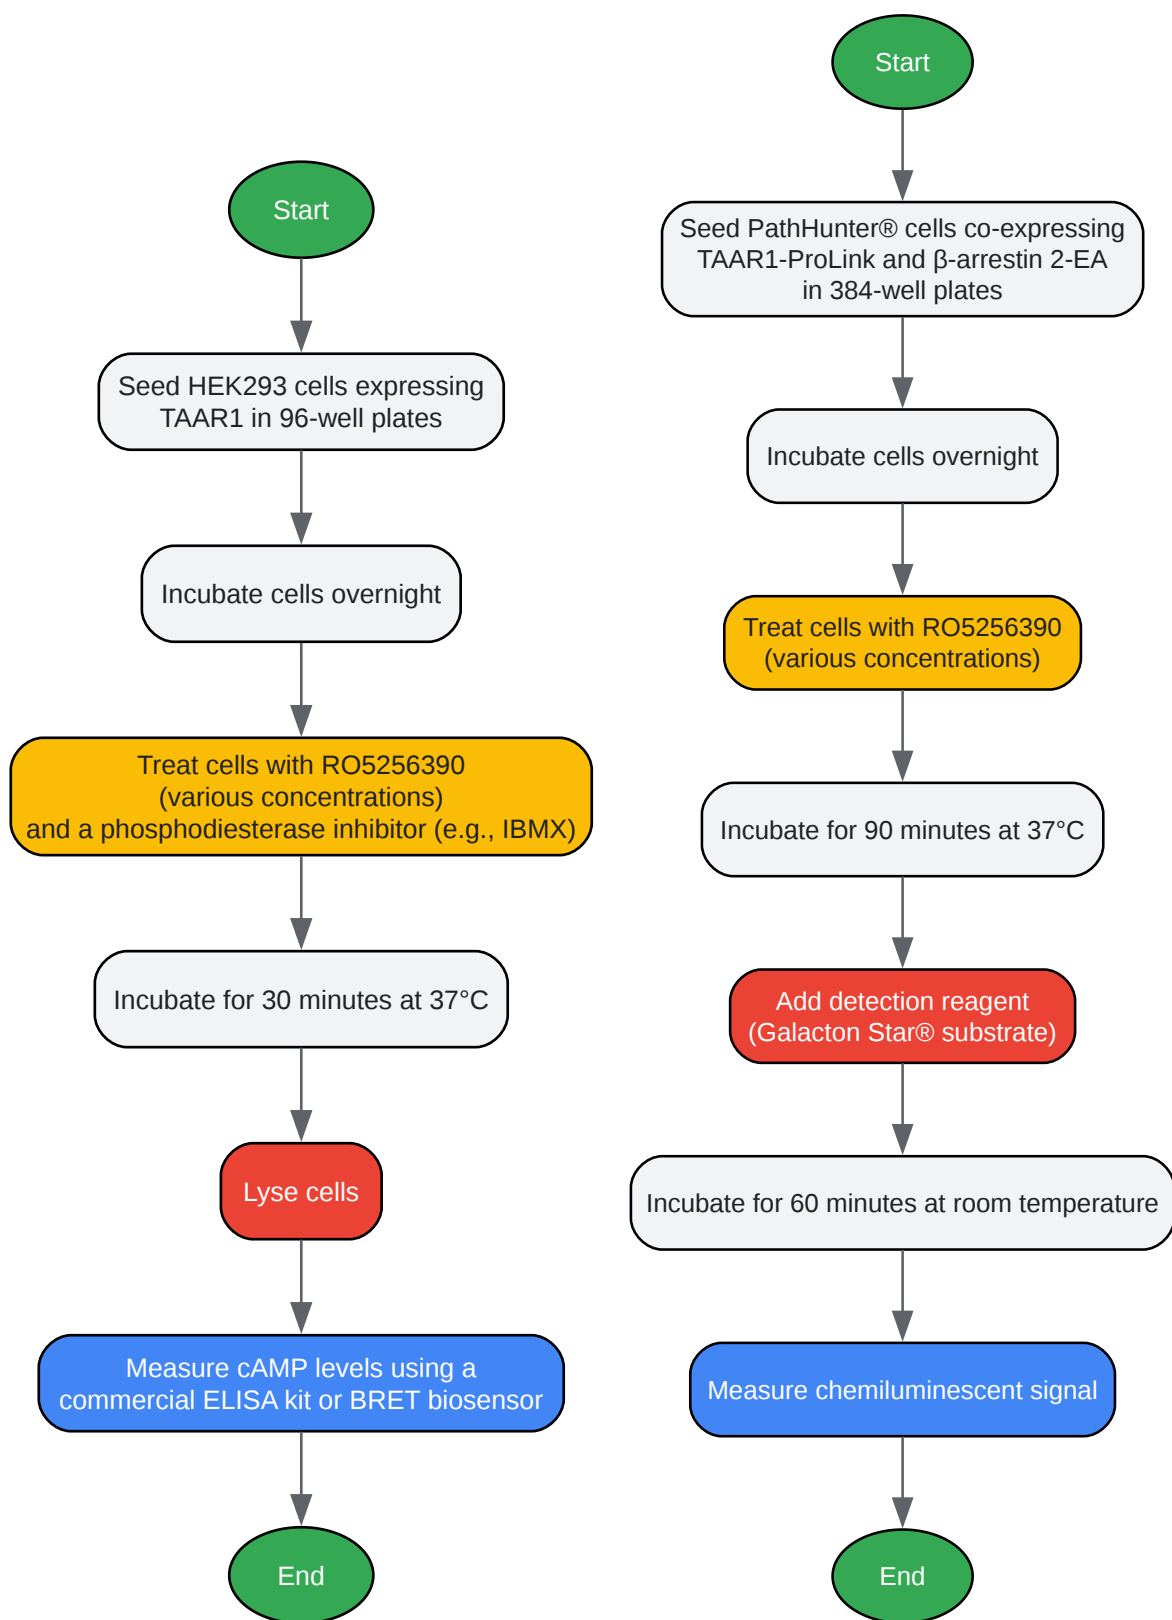 Start
Seed HEK293 cells expressing
TAAR1 in 96-well plates
Incubate cells overnight
Treat cells with RO5256390
(various concentrations)
and a phosphodiesterase inhibitor (e.g., IBMX)
Incubate for 30 minutes at 37°C
Lyse cells
Measure cAMP levels using a
commercial ELISA kit or BRET biosensor
End
Start
Seed PathHunter® cells co-expressing
TAAR1-ProLink and β-arrestin 2-EA
in 384-well plates
Incubate cells overnight
Treat cells with RO5256390
(various concentrations)
Incubate for 90 minutes at 37°C
Add detection reagent
(Galacton Star® substrate)
Incubate for 60 minutes at room temperature
Measure chemiluminescent signal
End